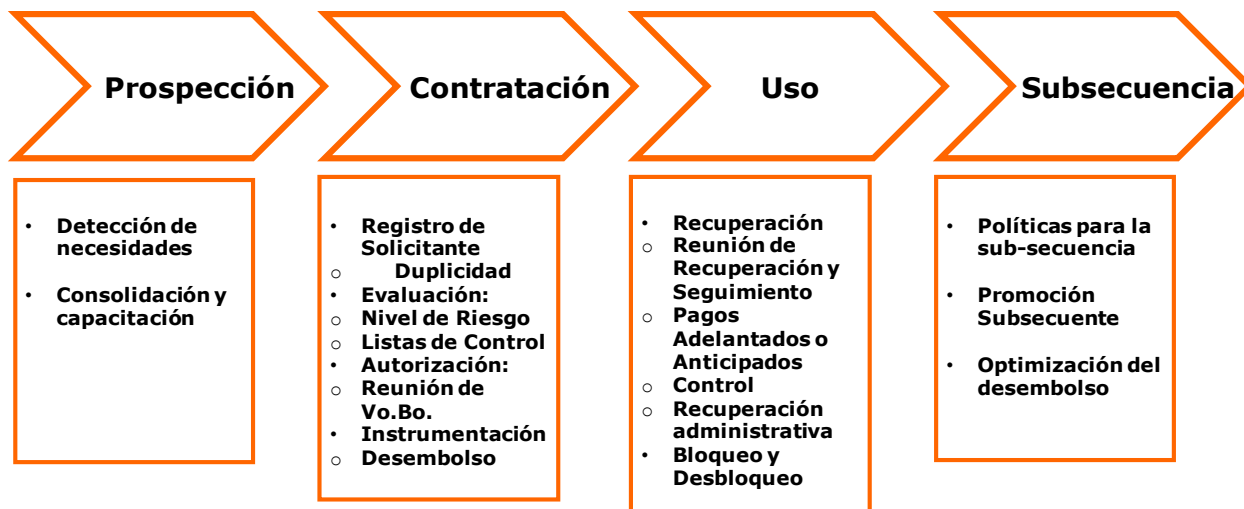 Prospección
Contratación
Uso
Subsecuencia
• Detección de
necesidades
• Consolidación y
capacitación
• Registro de
Solicitante
o Duplicidad
• Evaluación:
o Nivel de Riesgo
o Listas de Control
• Autorización:
o Reunión de
Vo.Bo.
• Instrumentación
o Desembolso
• Recuperación
o Reunión de
Recuperación y
Seguimiento
o Pagos
Adelantados o
Anticipados
o Control
o Recuperación
administrativa
• Bloqueo y
Desbloqueo
• Políticas para la
sub-secuencia
• Promoción
Subsecuente
• Optimización del
desembolso